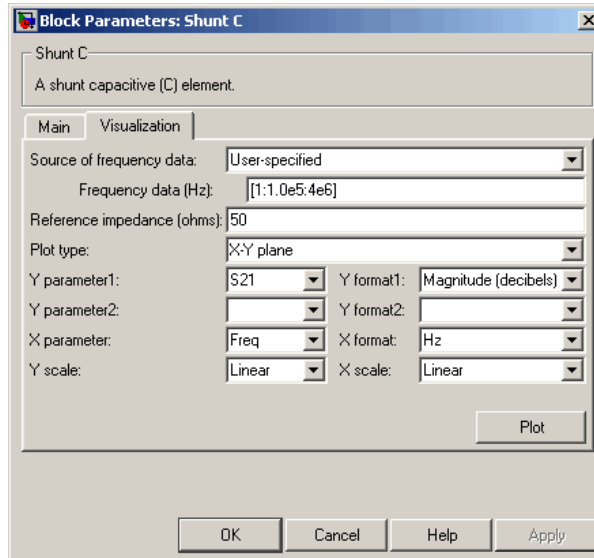 Block Parameters: Shunt C
Shunt C
A shunt capacitive (C) element.
Main Visualization
Source of frequency data: User-specified
Frequency data (Hz): [1:1.0e5:4e6]
Reference impedance (ohms): 50
Plot type: X-Y plane
Y parameter1: S21 Y format1: Magnitude (decibels)
Y parameter2: Y format2:
X parameter: Freq X format: Hz
Y scale: Linear X scale: Linear
Plot
OK Cancel Help Apply